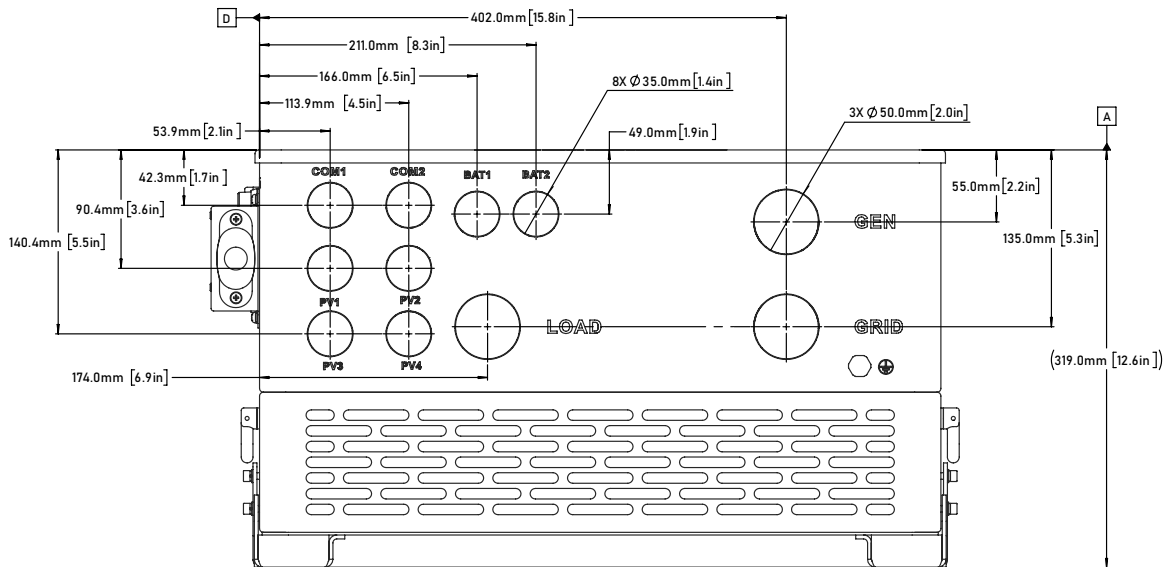 D
402.0mm [15.8in]
211.0mm [8.3in]
166.0mm [6.5in]
8X Ø 35.0mm [1.4in]
113.9mm [4.5in]
3X Ø 50.0mm [2.0in]
53.9mm [2.1in]
49.0mm [1.9in]
A
COM1 COM2 BAT1 BAT2
42.3mm [1.7in]
55.0mm [2.2in]
90.4mm [3.6in]
GEN
140.4mm [5.5in]
135.0mm [5.3in]
PV1 PV2
LOAD GRID
(319.0mm [12.6in])
PV3 PV4
174.0mm [6.9in]